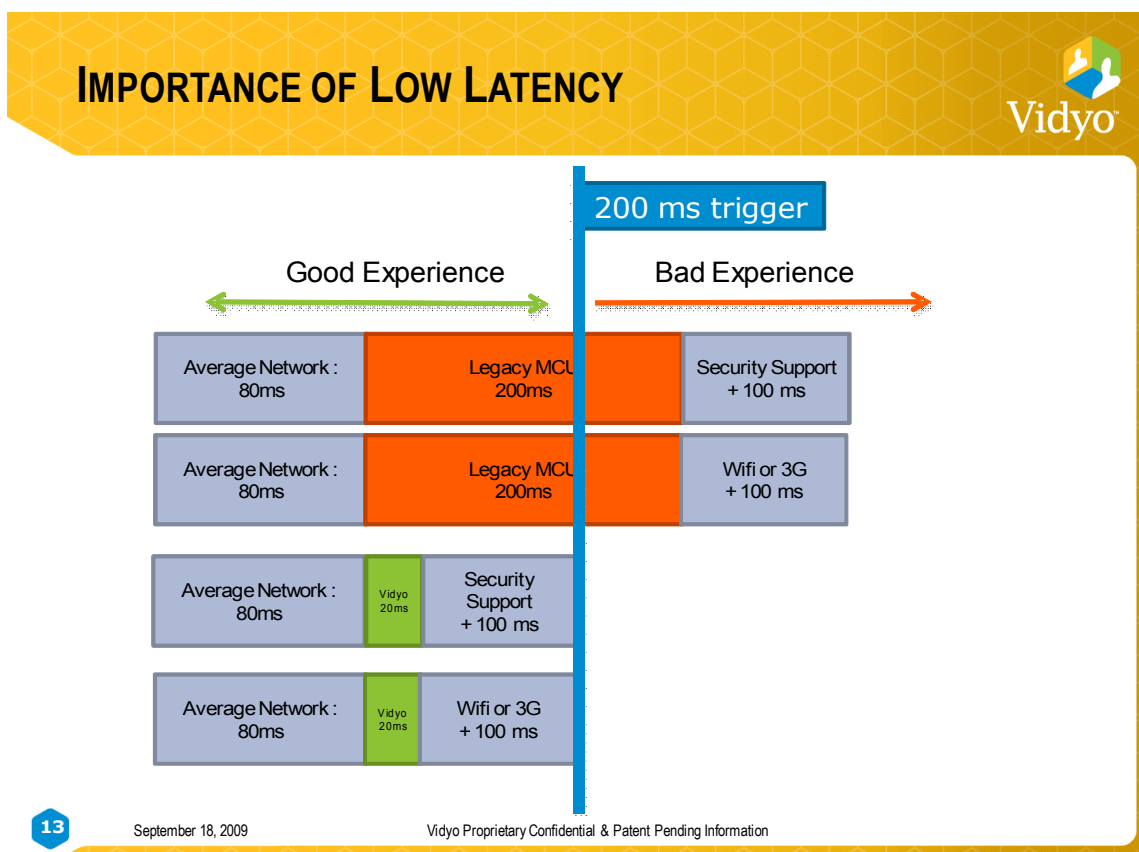 IMPORTANCE OF LOW LATENCY
Vidyo™
200 ms trigger
Good Experience
Bad Experience
Average Network :
80ms
Legacy MCU
200ms
Security Support
+ 100 ms
Average Network :
80ms
Legacy MCU
200ms
Wifi or 3G
+ 100 ms
Average Network :
80ms
Vidyo
20ms
Security
Support
+ 100 ms
Average Network :
80ms
Vidyo
20ms
Wifi or 3G
+ 100 ms
13
September 18, 2009
Vidyo Proprietary Confidential & Patent Pending Information